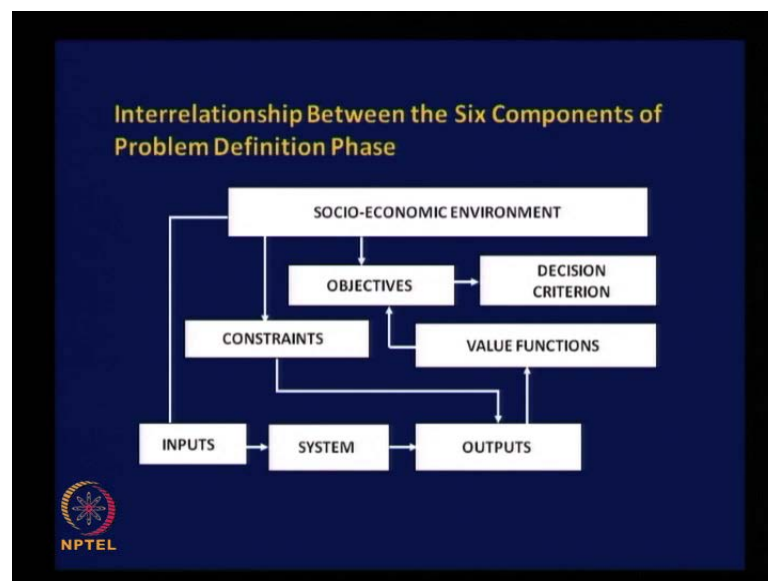 Interrelationship Between the Six Components of
Problem Definition Phase
SOCIO-ECONOMIC ENVIRONMENT
OBJECTIVES
DECISION
CRITERION
CONSTRAINTS
VALUE FUNCTIONS
INPUTS
SYSTEM
OUTPUTS
NPTEL